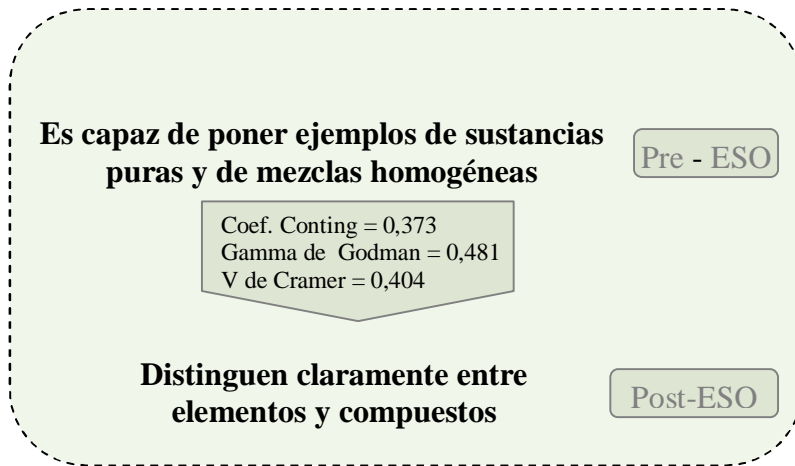 Es capaz de poner ejemplos de sustancias
puras y de mezclas homogéneas
Pre - ESO
Coef. Conting = 0,373
Gamma de Godman = 0,481
V de Cramer = 0,404
Distinguen claramente entre
elementos y compuestos
Post-ESO